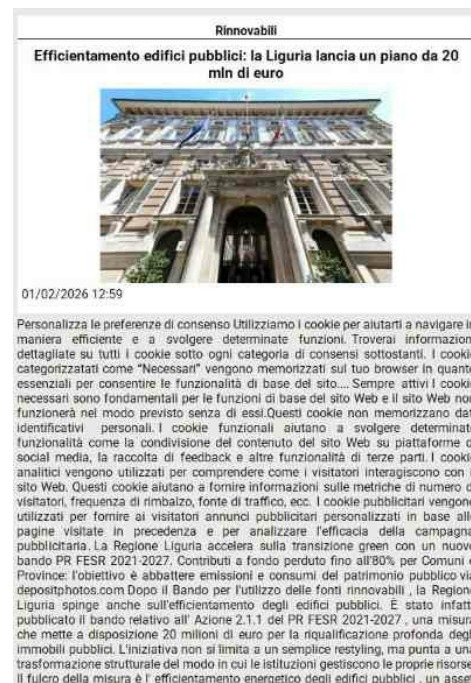 Rinnovabili
Efficientamento edifici pubblici: la Liguria lancia un piano da 20
mln di euro
01/02/2026 12:59
Personalizza le preferenze di consenso Utilizziamo i cookie per aiutarti a navigare in
maniera efficiente e a svolgere determinate funzioni. Troverai informazion
dettagliate su tutti i cookie sotto ogni categoria di consensi sottostanti. I cookie
categorizzatati come “Necessari” vengono memorizzati sul tuo browser in quanto
essenziali per consentire le funzionalità di base del sito.... Sempre attivi I cookie
necessari sono fondamentali per le funzioni di base del sito Web e il sito Web non
funzionerà nel modo previsto senza di essi.Questi cookie non memorizzano dat
identificativi personali. I cookie funzionali aiutano a svolgere determinate
funzionalità come la condivisione del contenuto del sito Web su piattaforme d
social media, la raccolta di feedback e altre funzionalità di terze parti. I cookie
analitici vengono utilizzati per comprendere come i visitatori interagiscono con i
sito Web. Questi cookie aiutano a fornire informazioni sulle metriche di numero d
visitatori, frequenza di rimbalzo, fonte di traffico, ecc. I cookie pubblicitari vengono
utilizzati per fornire ai visitatori annunci pubblicitari personalizzati in base alle
pagine visitate in precedenza e per analizzare l'efficacia della campagna
pubblicitaria. La Regione Liguria accelera sulla transizione green con un nuovo
bando PR FESR 2021-2027. Contributi a fondo perduto fino all'80% per Comuni e
Province: l'obiettivo è abbattere emissioni e consumi del patrimonio pubblico via
depositphotos.com Dopo il Bando per l'utilizzo delle fonti rinnovabili , la Regione
Liguria spinge anche sull'efficientamento degli edifici pubblici. È stato infatt
pubblicato il bando relativo all' Azione 2.1.1 del PR FESR 2021-2027 , una misura
che mette a disposizione 20 milioni di euro per la riqualificazione profonda degl
immobili pubblici. L'iniziativa non si limita a un semplice restyling, ma punta a una
trasformazione strutturale del modo in cui le istituzioni gestiscono le proprie risorse
Il fulcro della misura è l' efficientamento energetico degli edifici pubblici , un asset